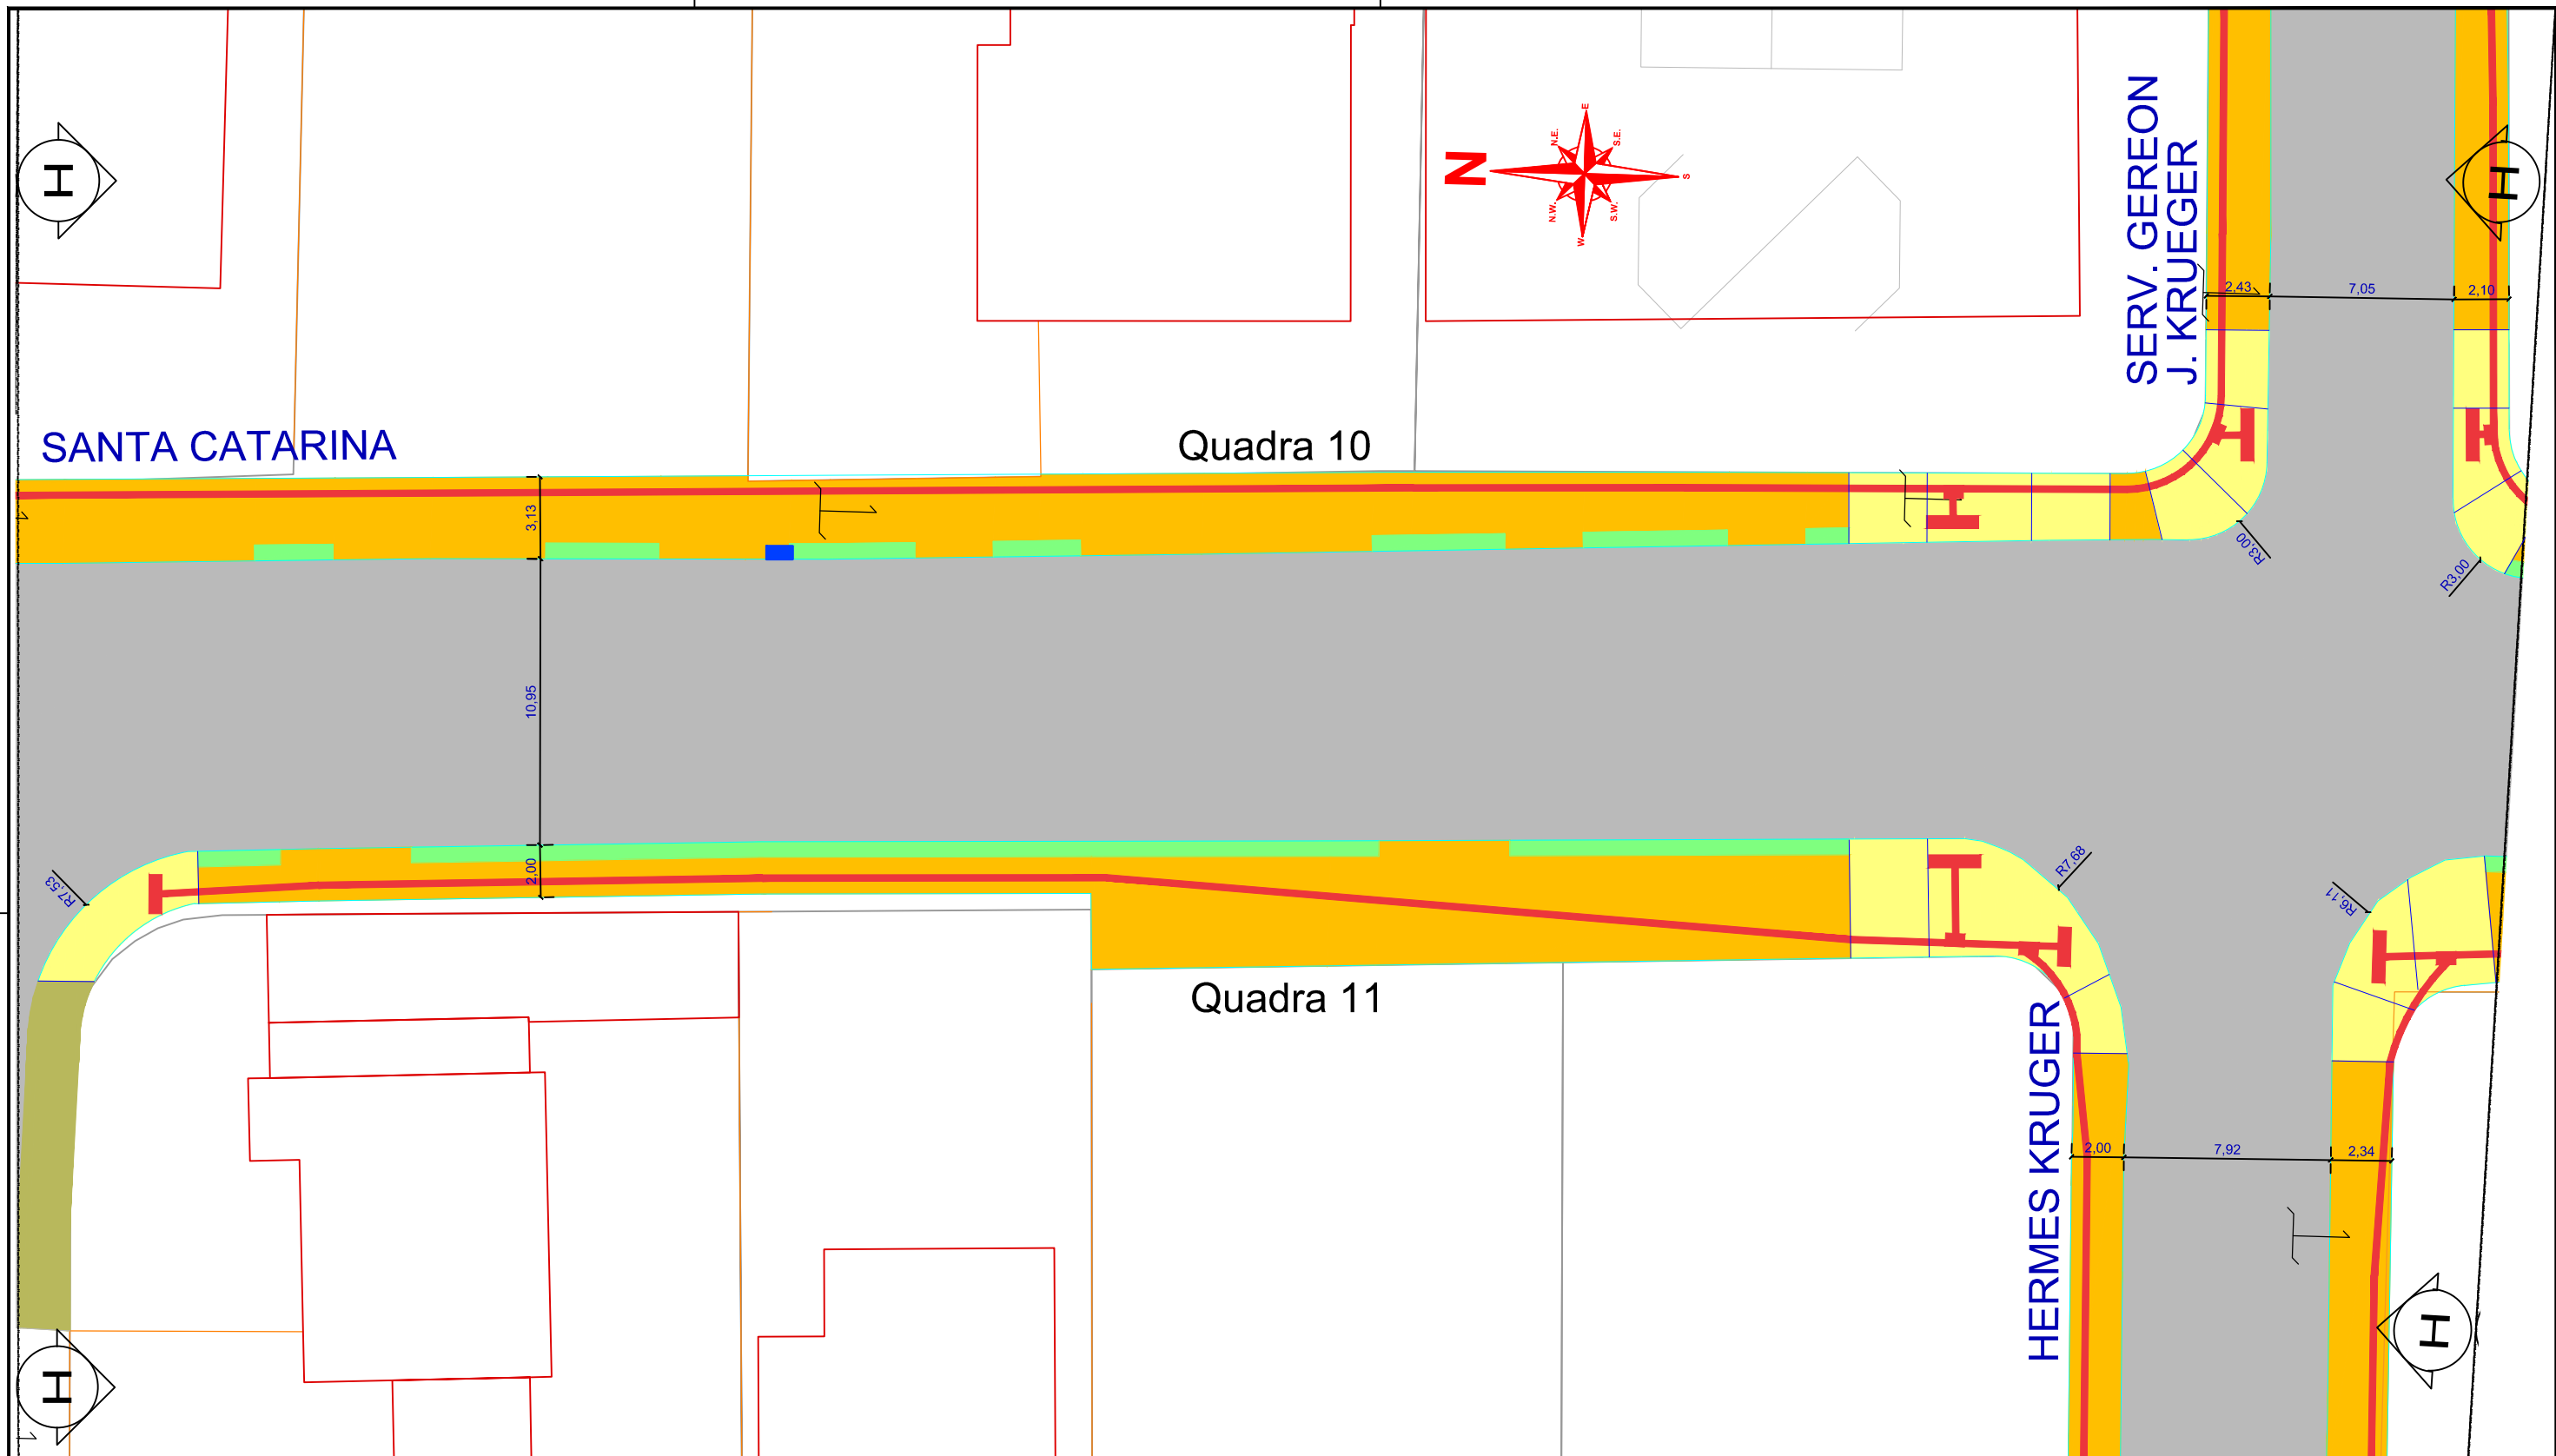 H
H
E
N.E.
S.E.
N
S
N.W.
S.W.
W
SERV. GEREON
J. KRUEGER
2,43
7,05
2,10
SANTA CATARINA
Quadra 10
3,13
R3,00
R3,00
10,95
2,00
R7,53
R7,68
R6,11
Quadra 11
HERMES KRUGER
2,00
7,92
2,34
H
H